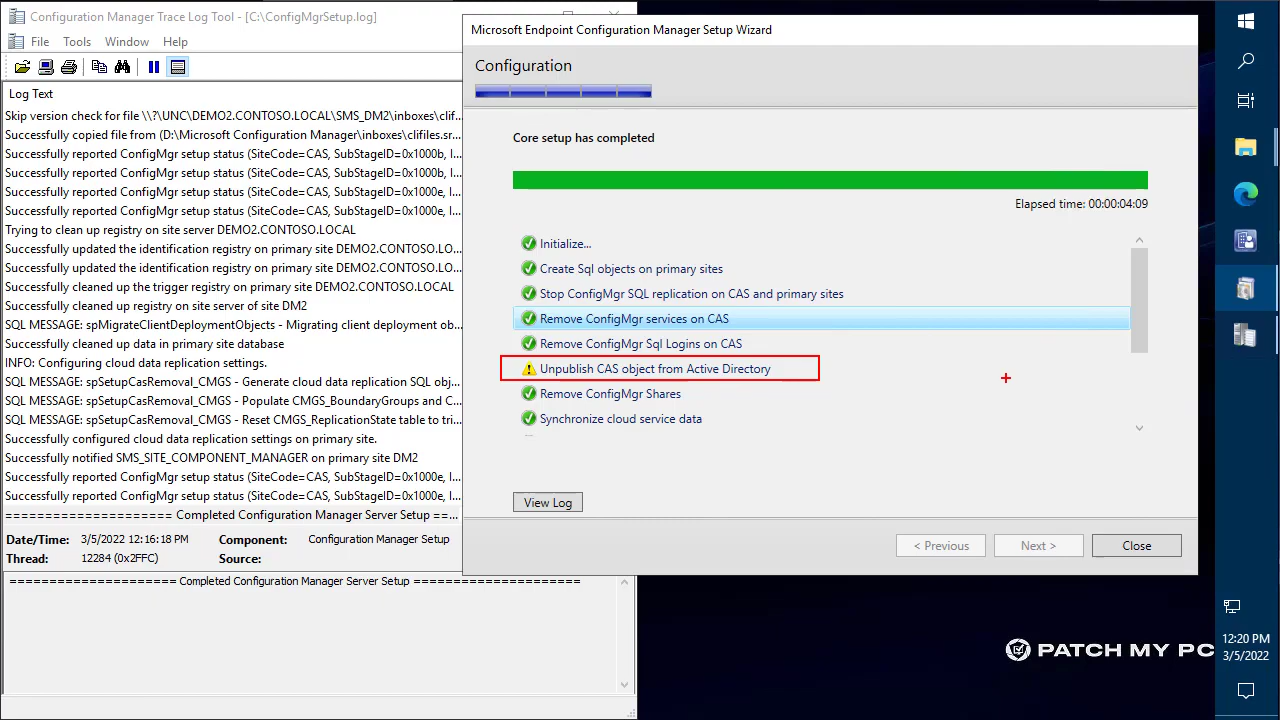 Configuration Manager Trace Log Tool - [C:\ConfigMgrSetup.log]
File Tools Window Help
Log Text
Skip version check for file \\?\UNC\DEMO2.CONTOSO.LOCAL\SMS_DM2\inboxes\clif...
Successfully copied file from (D:\Microsoft Configuration Manager\inboxes\clifiles.sr...
Successfully reported ConfigMgr setup status (SiteCode=CAS, SubStageID=0x1000b, I...
Successfully reported ConfigMgr setup status (SiteCode=CAS, SubStageID=0x1000b, I...
Successfully reported ConfigMgr setup status (SiteCode=CAS, SubStageID=0x1000e, I...
Successfully reported ConfigMgr setup status (SiteCode=CAS, SubStageID=0x1000e, I...
Trying to clean up registry on site server DEMO2.CONTOSO.LOCAL
Successfully updated the identification registry on primary site DEMO2.CONTOSO.LO...
Successfully updated the identification registry on primary site DEMO2.CONTOSO.LO...
Successfully cleaned up the trigger registry on primary site DEMO2.CONTOSO.LOCAL
Successfully cleaned up registry on site server of site DM2
SQL MESSAGE: spMigrateClientDeploymentObjects - Migrating client deployment ob...
Successfully cleaned up data in primary site database
INFO: Configuring cloud data replication settings.
SQL MESSAGE: spSetupCasRemoval_CMGS - Generate cloud data replication SQL obj...
SQL MESSAGE: spSetupCasRemoval_CMGS - Populate CMGS_BoundaryGroups and C...
SQL MESSAGE: spSetupCasRemoval_CMGS - Reset CMGS_ReplicationState table to tri...
Successfully configured cloud data replication settings on primary site.
Successfully notified SMS_SITE_COMPONENT_MANAGER on primary site DM2
Successfully reported ConfigMgr setup status (SiteCode=CAS, SubStageID=0x1000e, I...
Successfully reported ConfigMgr setup status (SiteCode=CAS, SubStageID=0x1000e, I...
===================== Completed Configuration Manager Server Setup ==...
Date/Time: 3/5/2022 12:16:18 PM Component: Configuration Manager Setup
Thread: 12284 (0x2FFC) Source:
===================== Completed Configuration Manager Server Setup =====================
Microsoft Endpoint Configuration Manager Setup Wizard
Configuration
Core setup has completed
Elapsed time: 00:00:04:09
Initialize...
Create Sql objects on primary sites
Stop ConfigMgr SQL replication on CAS and primary sites
Remove ConfigMgr services on CAS
Remove ConfigMgr Sql Logins on CAS
Unpublish CAS object from Active Directory
Remove ConfigMgr Shares
Synchronize cloud service data
View Log
< Previous Next > Close
PATCH MY PC
12:20 PM
3/5/2022